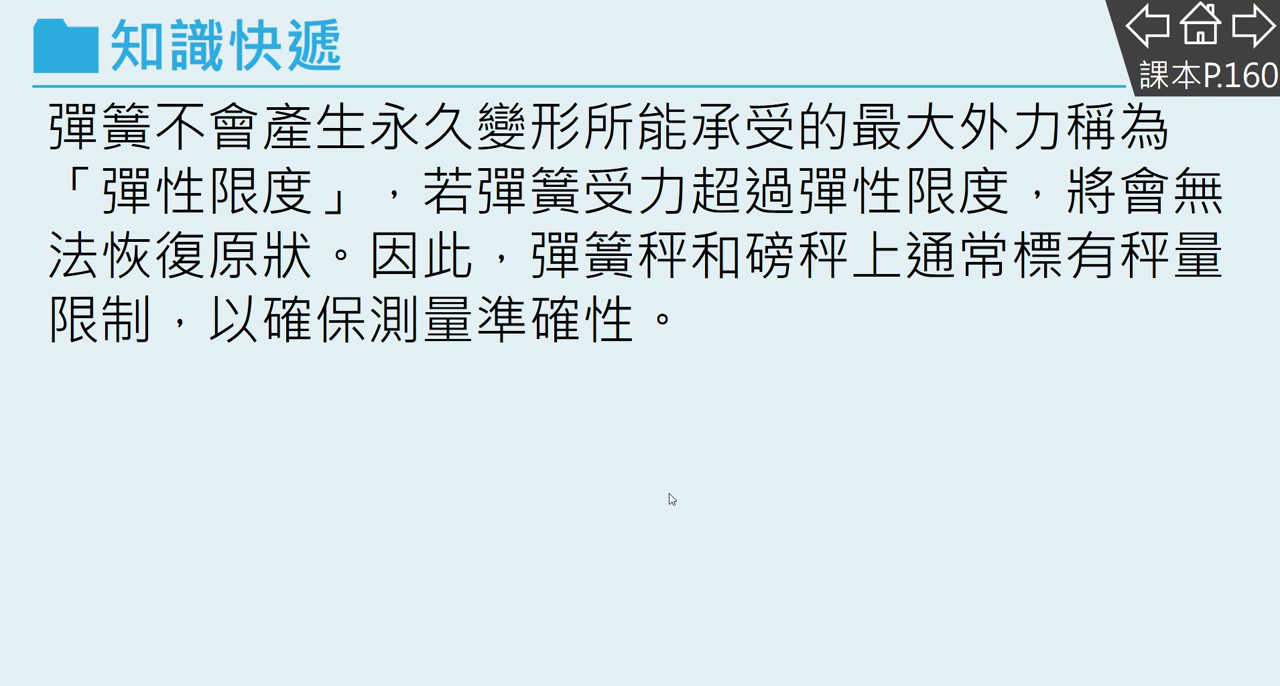 知識快遞
課本P.160
彈簧不會產生永久變形所能承受的最大外力稱為
「彈性限度」，若彈簧受力超過彈性限度，將會無
法恢復原狀。因此，彈簧秤和磅秤上通常標有秤量
限制，以確保測量準確性。